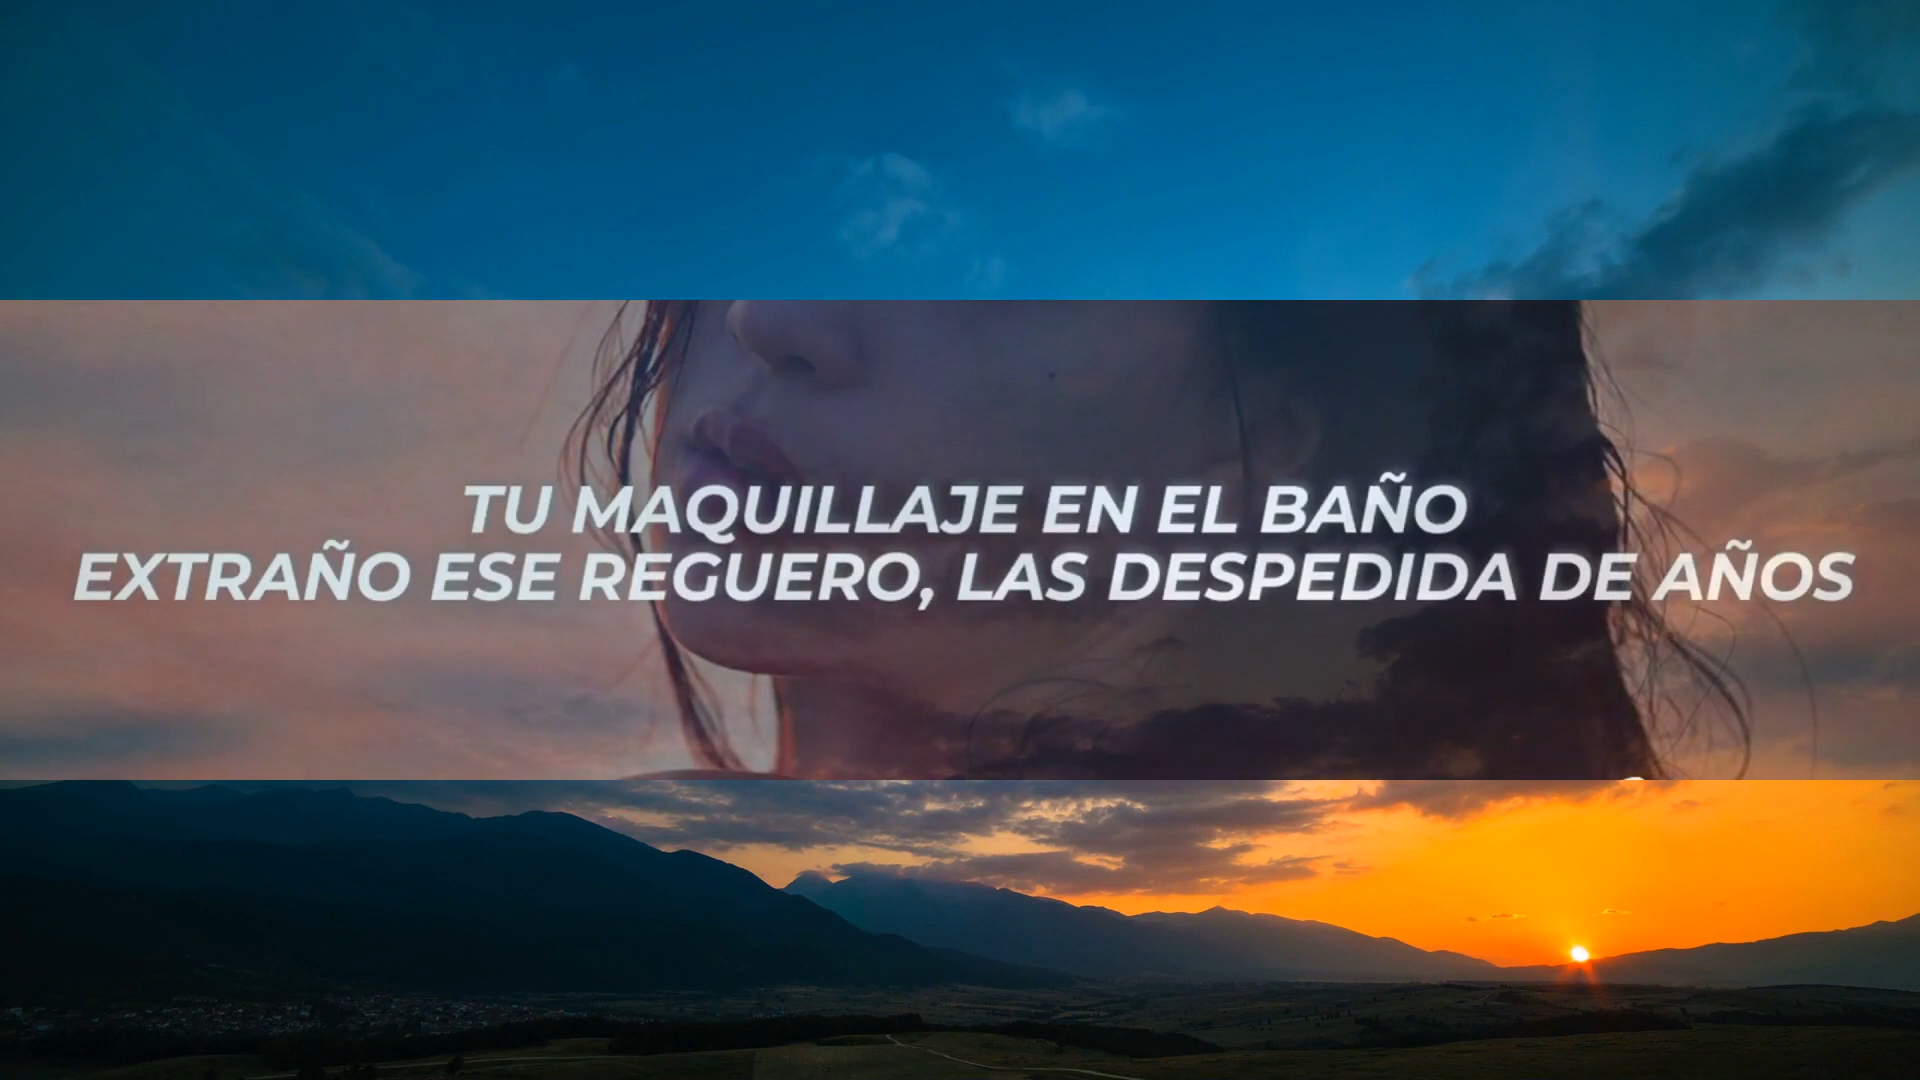 TU MAQUILLAJE EN EL BAÑO
EXTRAÑO ESE REGUERO, LAS DESPEDIDA DE AÑOS